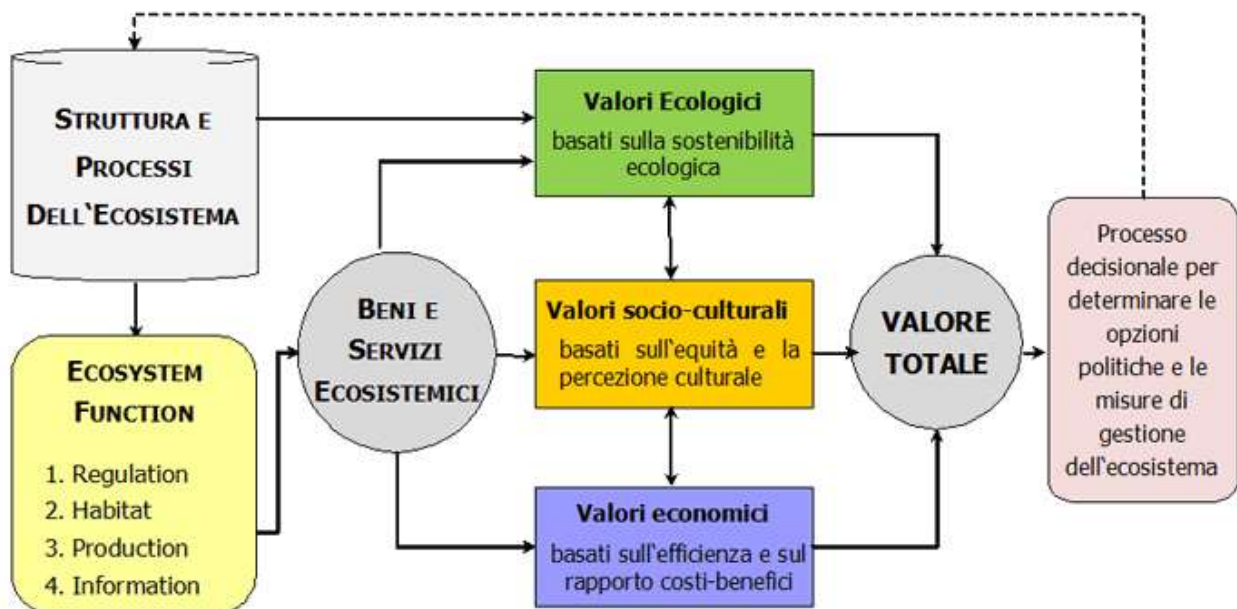 STRUTTURA E
PROCESSI
DELL'ECOSISTEMA
ECOSYSTEM
FUNCTION
1. Regulation
2. Habitat
3. Production
4. Information
BENI E
SERVIZI
ECOSISTEMICI
Valori Ecologici
basati sulla sostenibilità
ecologica
Valori socio-culturali
basati sull'equità e la
percezione culturale
Valori economici
basati sull'efficienza e sul
rapporto costi-benefici
VALORE
TOTALE
Processo
decisionale per
determinare le
opzioni
politiche e le
misure di
gestione
dell'ecosistema